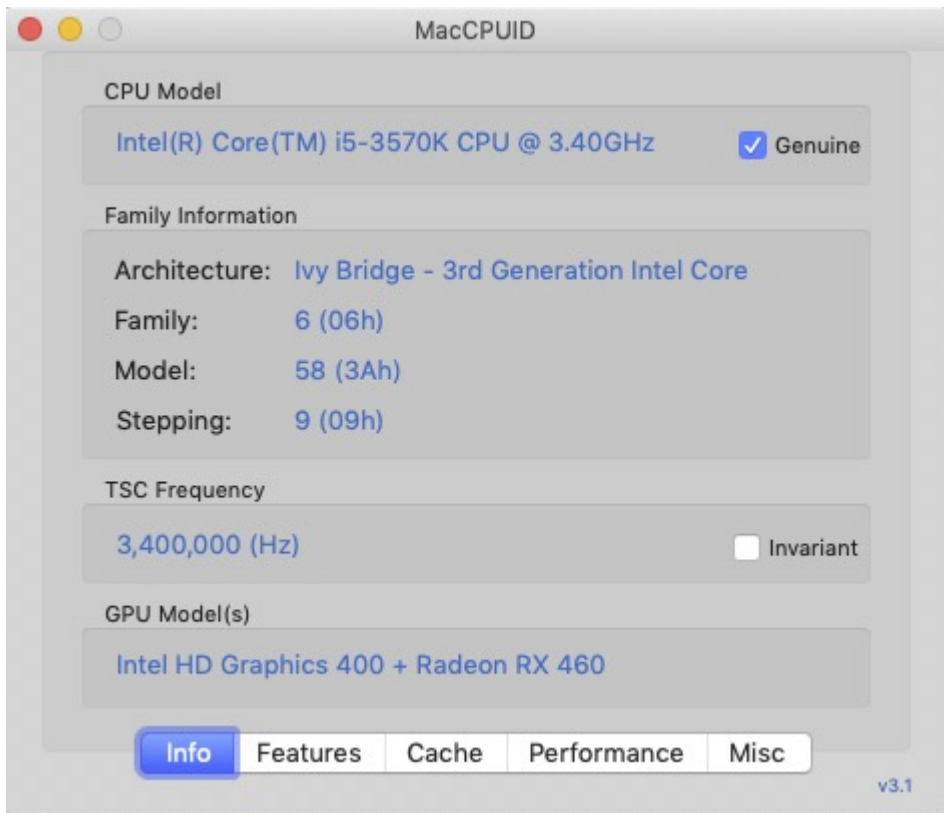 MacCPUID
CPU Model
Intel(R) Core(TM) i5-3570K CPU @ 3.40GHz Genuine
Family Information
Architecture: Ivy Bridge - 3rd Generation Intel Core
Family: 6 (06h)
Model: 58 (3Ah)
Stepping: 9 (09h)
TSC Frequency
3,400,000 (Hz) Invariant
GPU Model(s)
Intel HD Graphics 400 + Radeon RX 460
Info Features Cache Performance Misc
v3.1